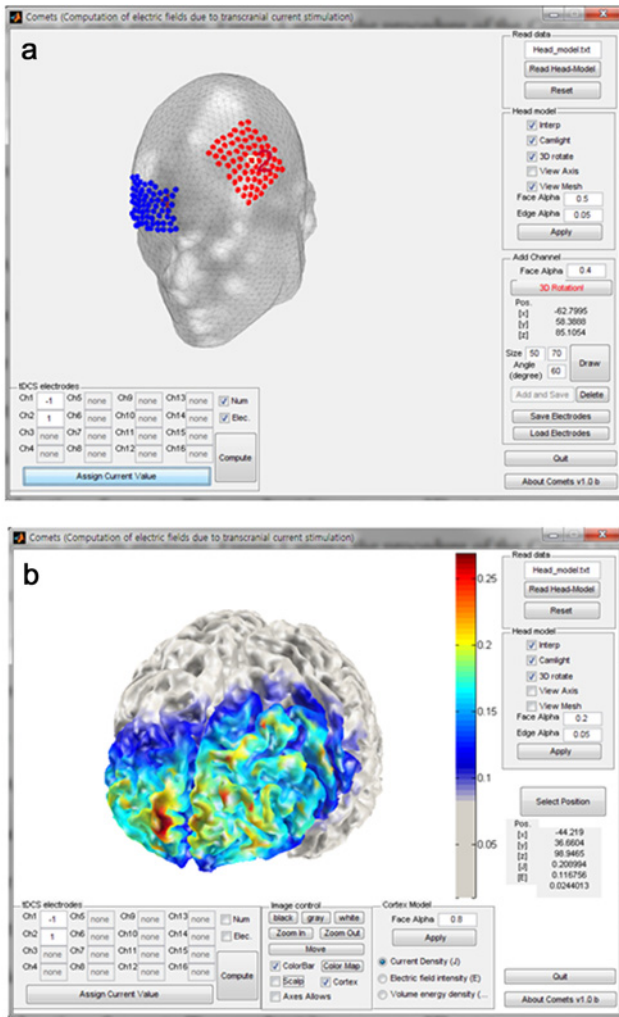 a
Comets (Computation of electric fields due to transcranial current stimulation)
Read data
Head_model.txt
Read Head-Model
Reset
Head model
Interp
Camlight
3D rotate
View Axis
View Mesh
Face Alpha 0.5
Edge Alpha 0.05
Apply
Add Channel
Face Alpha 0.4
3D Rotation!
Pos.
[x] -62.7995
[y] 58.3688
[z] 85.1054
Size 50 70
Angle (degree) 60
Draw
Add and Save Delete
Save Electrodes
Load Electrodes
Quit
About Comets v1.0 b
tDCS electrodes
Ch1 -1 Ch5 none Ch9 none Ch13 none Num
Ch2 1 Ch6 none Ch10 none Ch14 none Elec.
Ch3 none Ch7 none Ch11 none Ch15 none
Ch4 none Ch8 none Ch12 none Ch16 none
Compute
Assign Current Value
b
Comets (Computation of electric fields due to transcranial current stimulation)
0.25
0.2
0.15
0.1
0.05
Read data
Head_model.txt
Read Head-Model
Reset
Head model
Interp
Camlight
3D rotate
View Axis
View Mesh
Face Alpha 0.2
Edge Alpha 0.05
Apply
Select Position
Pos.
[x] -44.219
[y] 36.6604
[z] 98.9465
[J] 0.208994
[E] 0.116756
0.0244013
Quit
About Comets v1.0 b
tDCS electrodes
Ch1 -1 Ch5 none Ch9 none Ch13 none Num
Ch2 1 Ch6 none Ch10 none Ch14 none Elec.
Ch3 none Ch7 none Ch11 none Ch15 none
Ch4 none Ch8 none Ch12 none Ch16 none
Compute
Assign Current Value
Image control
black gray white
Zoom In Zoom Out
Move
ColorBar Color Map
Scalp Cortex
Axes Allows
Cortex Model
Face Alpha 0.8
Apply
Current Density (J)
Electric field intensity (E)
Volume energy density (...